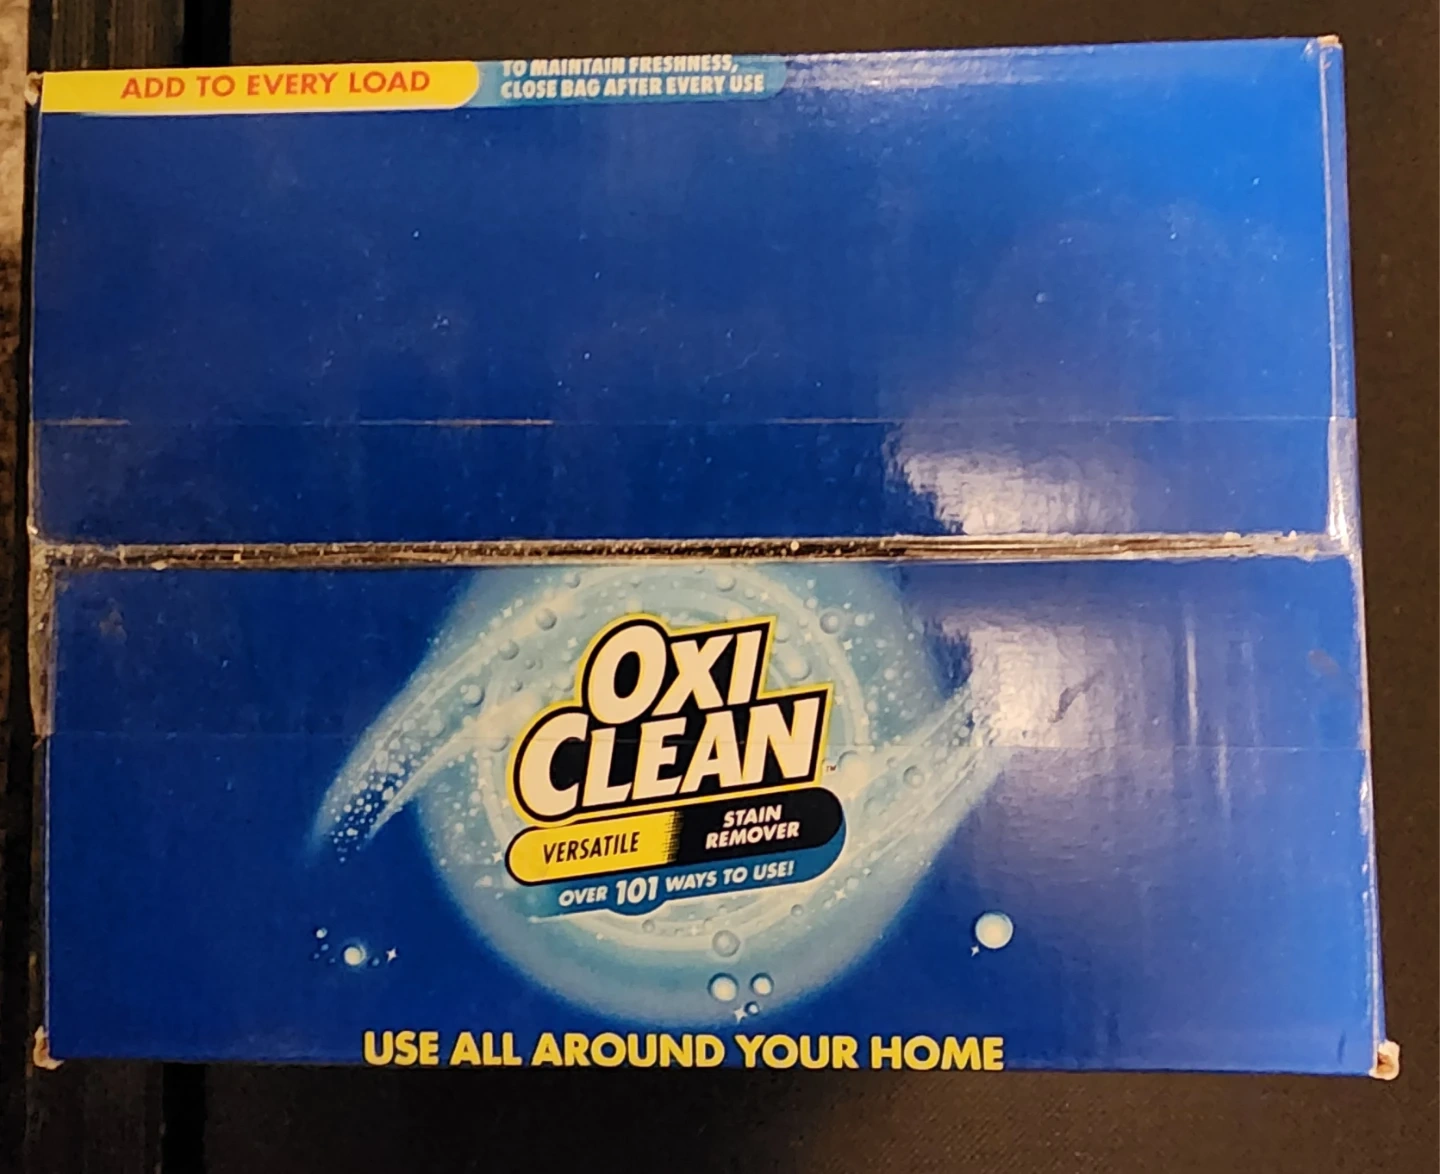 ADD TO EVERY LOAD
TO MAINTAIN FRESHNESS,
CLOSE BAG AFTER EVERY USE
OXI
CLEAN™
VERSATILE
STAIN
REMOVER
OVER 101 WAYS TO USE!
USE ALL AROUND YOUR HOME